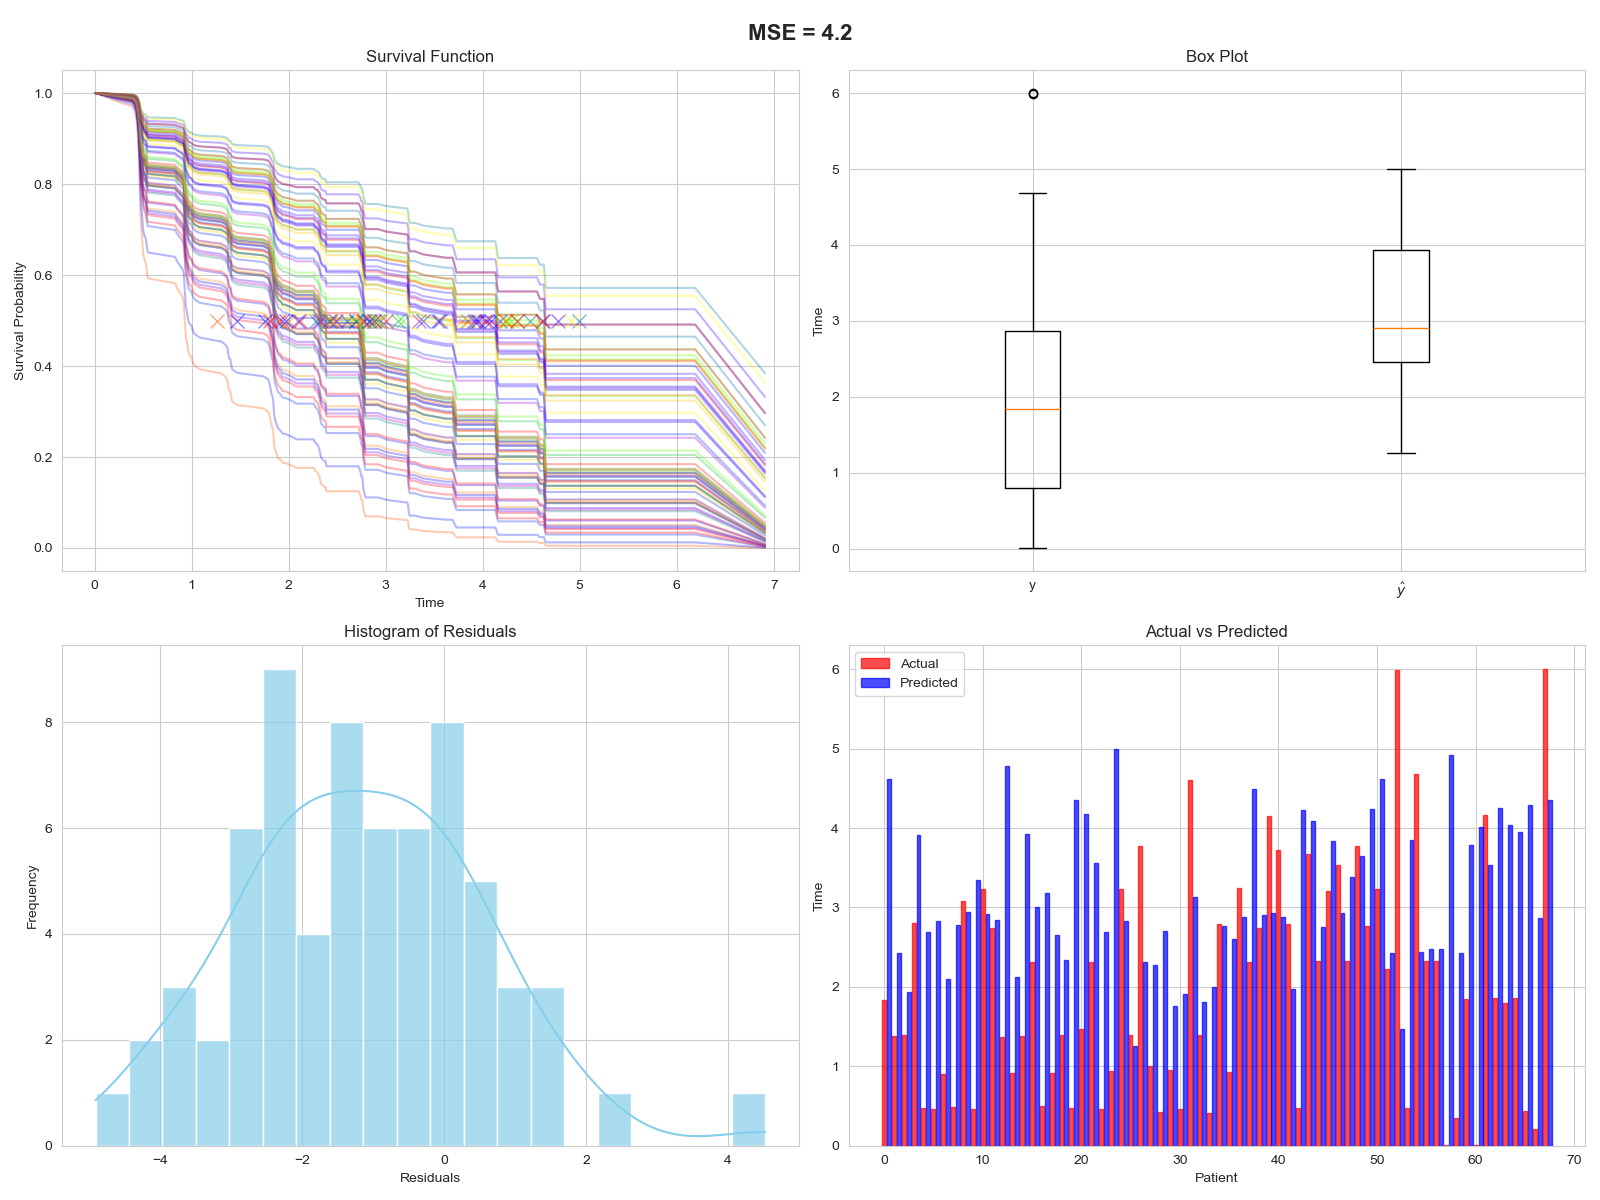 MSE = 4.2
Survival Function
1.0
0.8
0.6
0.4
0.2
0.0
Survival Probability
0 1 2 3 4 5 6 7
Time
Box Plot
6
5
4
3
2
1
0
Time
y ŷ
Histogram of Residuals
8
6
4
2
0
Frequency
−4 −2 0 2 4
Residuals
Actual vs Predicted
Actual
Predicted
6
5
4
3
2
1
0
Time
0 10 20 30 40 50 60 70
Patient